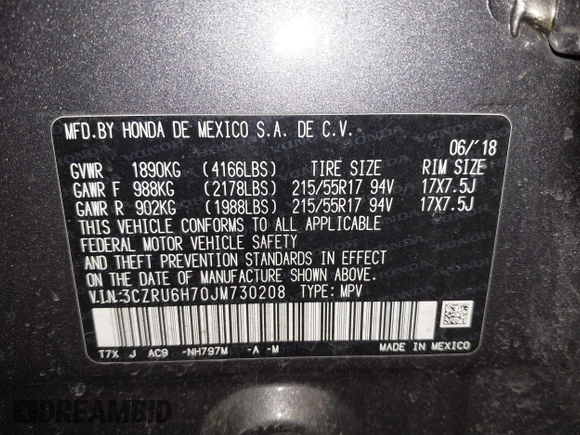 MFD.BY HONDA DE MEXICO S.A. DE C.V.
06/'18
GVWR 1890KG (4166LBS) TIRE SIZE RIM SIZE
GAWR F 988KG (2178LBS) 215/55R17 94V 17X7.5J
GAWR R 902KG (1988LBS) 215/55R17 94V 17X7.5J
THIS VEHICLE CONFORMS TO ALL APPLICABLE
FEDERAL MOTOR VEHICLE SAFETY
AND THEFT PREVENTION STANDARDS IN EFFECT
ON THE DATE OF MANUFACTURE SHOWN ABOVE.
V.I.N:3CZRU6H70JM730208 TYPE: MPV
T7X J AC9 -NH797M -A -M MADE IN MEXICO
DREAMBID